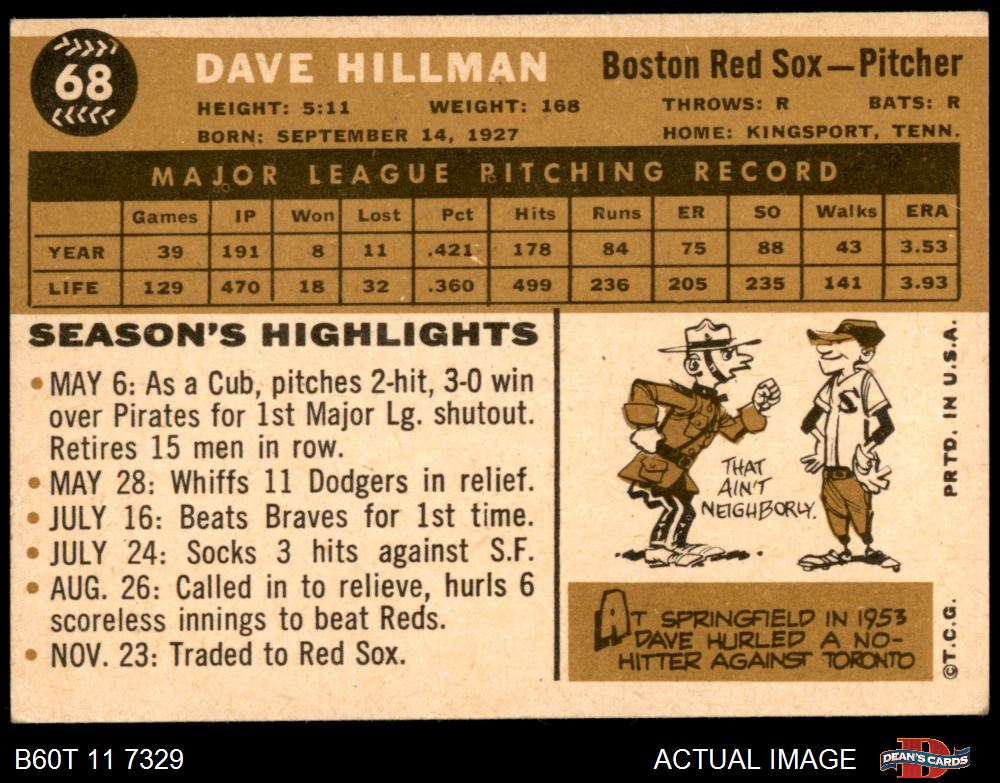 68
DAVE HILLMAN
Boston Red Sox—Pitcher
HEIGHT: 5:11 WEIGHT: 168 THROWS: R BATS: R
BORN: SEPTEMBER 14, 1927 HOME: KINGSPORT, TENN.
MAJOR LEAGUE PITCHING RECORD
Games IP Won Lost Pct Hits Runs ER SO Walks ERA
YEAR 39 191 8 11 .421 178 84 75 88 43 3.53
LIFE 129 470 18 32 .360 499 236 205 235 141 3.93
SEASON'S HIGHLIGHTS
• MAY 6: As a Cub, pitches 2-hit, 3-0 win
over Pirates for 1st Major Lg. shutout.
Retires 15 men in row.
• MAY 28: Whiffs 11 Dodgers in relief.
• JULY 16: Beats Braves for 1st time.
• JULY 24: Socks 3 hits against S.F.
• AUG. 26: Called in to relieve, hurls 6
scoreless innings to beat Reds.
• NOV. 23: Traded to Red Sox.
S
THAT
AIN'T
NEIGHBORLY.
AT SPRINGFIELD IN 1953
DAVE HURLED A NO-
HITTER AGAINST TORONTO
©T.C.G. PRTD. IN U.S.A.
B60T 11 7329
ACTUAL IMAGE
DEAN'S CARDS